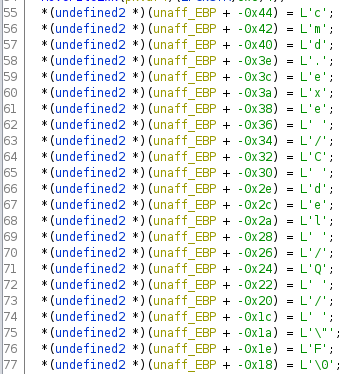 55 *(undefined2 *)(unaff_EBP + -0x44) = L'c';
56 *(undefined2 *)(unaff_EBP + -0x42) = L'm';
57 *(undefined2 *)(unaff_EBP + -0x40) = L'd';
58 *(undefined2 *)(unaff_EBP + -0x3e) = L'.';
59 *(undefined2 *)(unaff_EBP + -0x3c) = L'e';
60 *(undefined2 *)(unaff_EBP + -0x3a) = L'x';
61 *(undefined2 *)(unaff_EBP + -0x38) = L'e';
62 *(undefined2 *)(unaff_EBP + -0x36) = L' ';
63 *(undefined2 *)(unaff_EBP + -0x34) = L'/';
64 *(undefined2 *)(unaff_EBP + -0x32) = L'C';
65 *(undefined2 *)(unaff_EBP + -0x30) = L' ';
66 *(undefined2 *)(unaff_EBP + -0x2e) = L'd';
67 *(undefined2 *)(unaff_EBP + -0x2c) = L'e';
68 *(undefined2 *)(unaff_EBP + -0x2a) = L'l';
69 *(undefined2 *)(unaff_EBP + -0x28) = L' ';
70 *(undefined2 *)(unaff_EBP + -0x26) = L'/';
71 *(undefined2 *)(unaff_EBP + -0x24) = L'Q';
72 *(undefined2 *)(unaff_EBP + -0x22) = L' ';
73 *(undefined2 *)(unaff_EBP + -0x20) = L'/';
74 *(undefined2 *)(unaff_EBP + -0x1c) = L' ';
75 *(undefined2 *)(unaff_EBP + -0x1a) = L'\"';
76 *(undefined2 *)(unaff_EBP + -0x1e) = L'F';
77 *(undefined2 *)(unaff_EBP + -0x18) = L'\0';